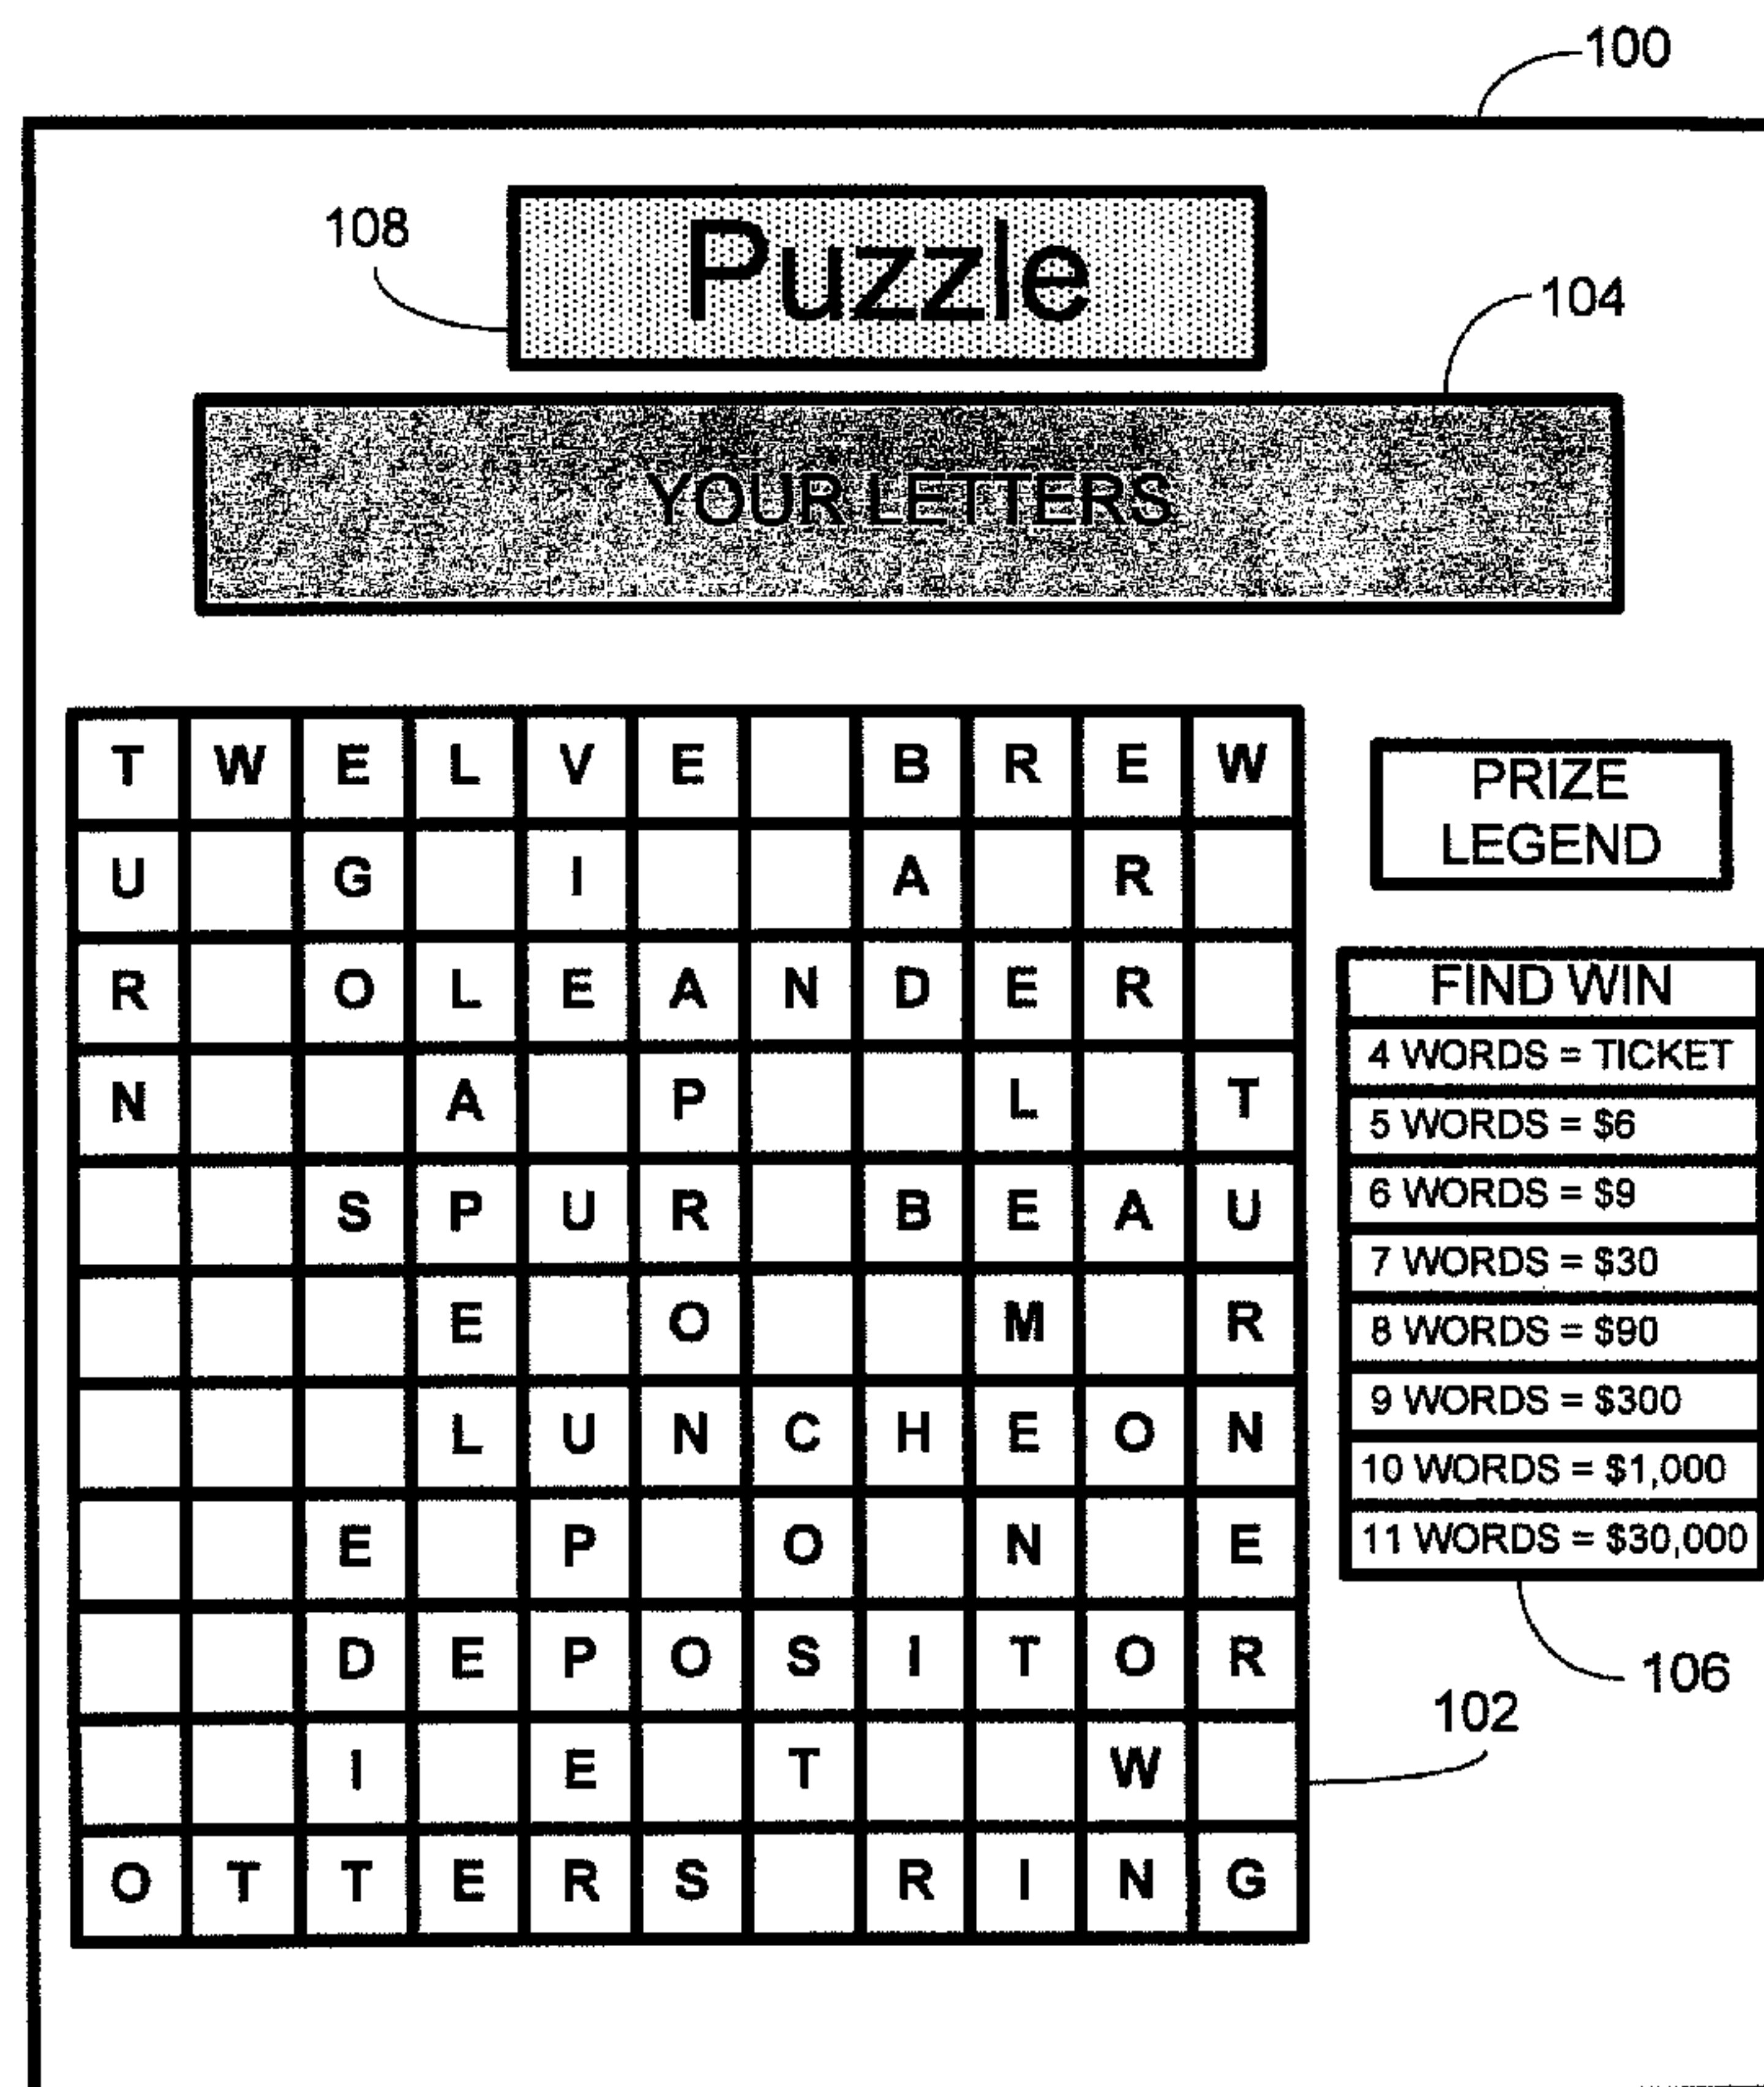 100
108
Puzzle
104
YOUR LETTERS
T W E L V E B R E W
U G I A R
R O L E A N D E R R
N A P L T
S P U R B E A U
E O M R
L U N C H E O N
E P O N E
D E P O S I T O R
I E T W
O T T E R S R I N G
PRIZE
LEGEND
FIND WIN
4 WORDS = TICKET
5 WORDS = $6
6 WORDS = $9
7 WORDS = $30
8 WORDS = $90
9 WORDS = $300
10 WORDS = $1,000
11 WORDS = $30,000
106
102